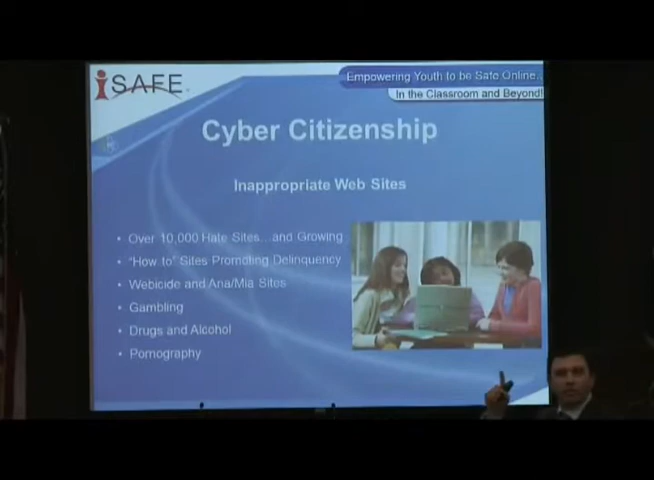 iSAFE
Empowering Youth to be Safe Online...
In the Classroom and Beyond!
Cyber Citizenship
Inappropriate Web Sites
• Over 10,000 Hate Sites...and Growing
• "How to" Sites Promoting Delinquency
• Webicide and Ana/Mia Sites
• Gambling
• Drugs and Alcohol
• Pornography